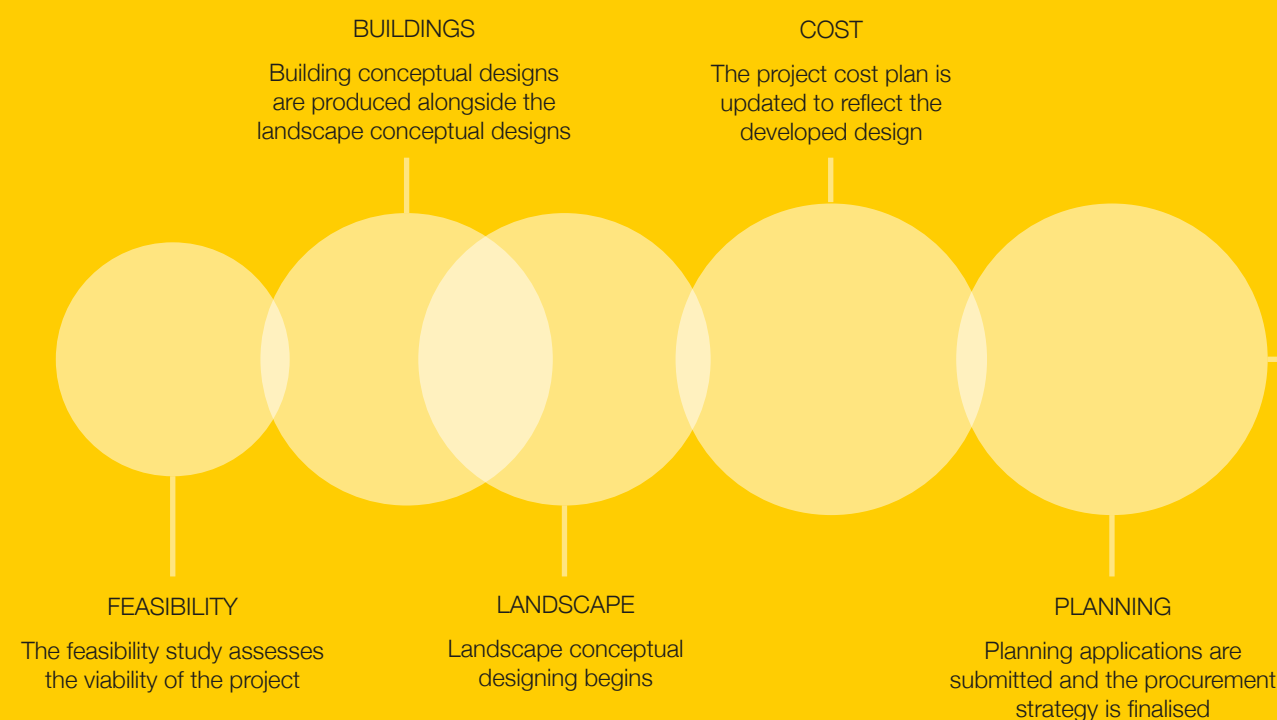 BUILDINGS
Building conceptual designs
are produced alongside the
landscape conceptual designs
COST
The project cost plan is
updated to reflect the
developed design
FEASIBILITY
The feasibility study assesses
the viability of the project
LANDSCAPE
Landscape conceptual
designing begins
PLANNING
Planning applications are
submitted and the procurement
strategy is finalised